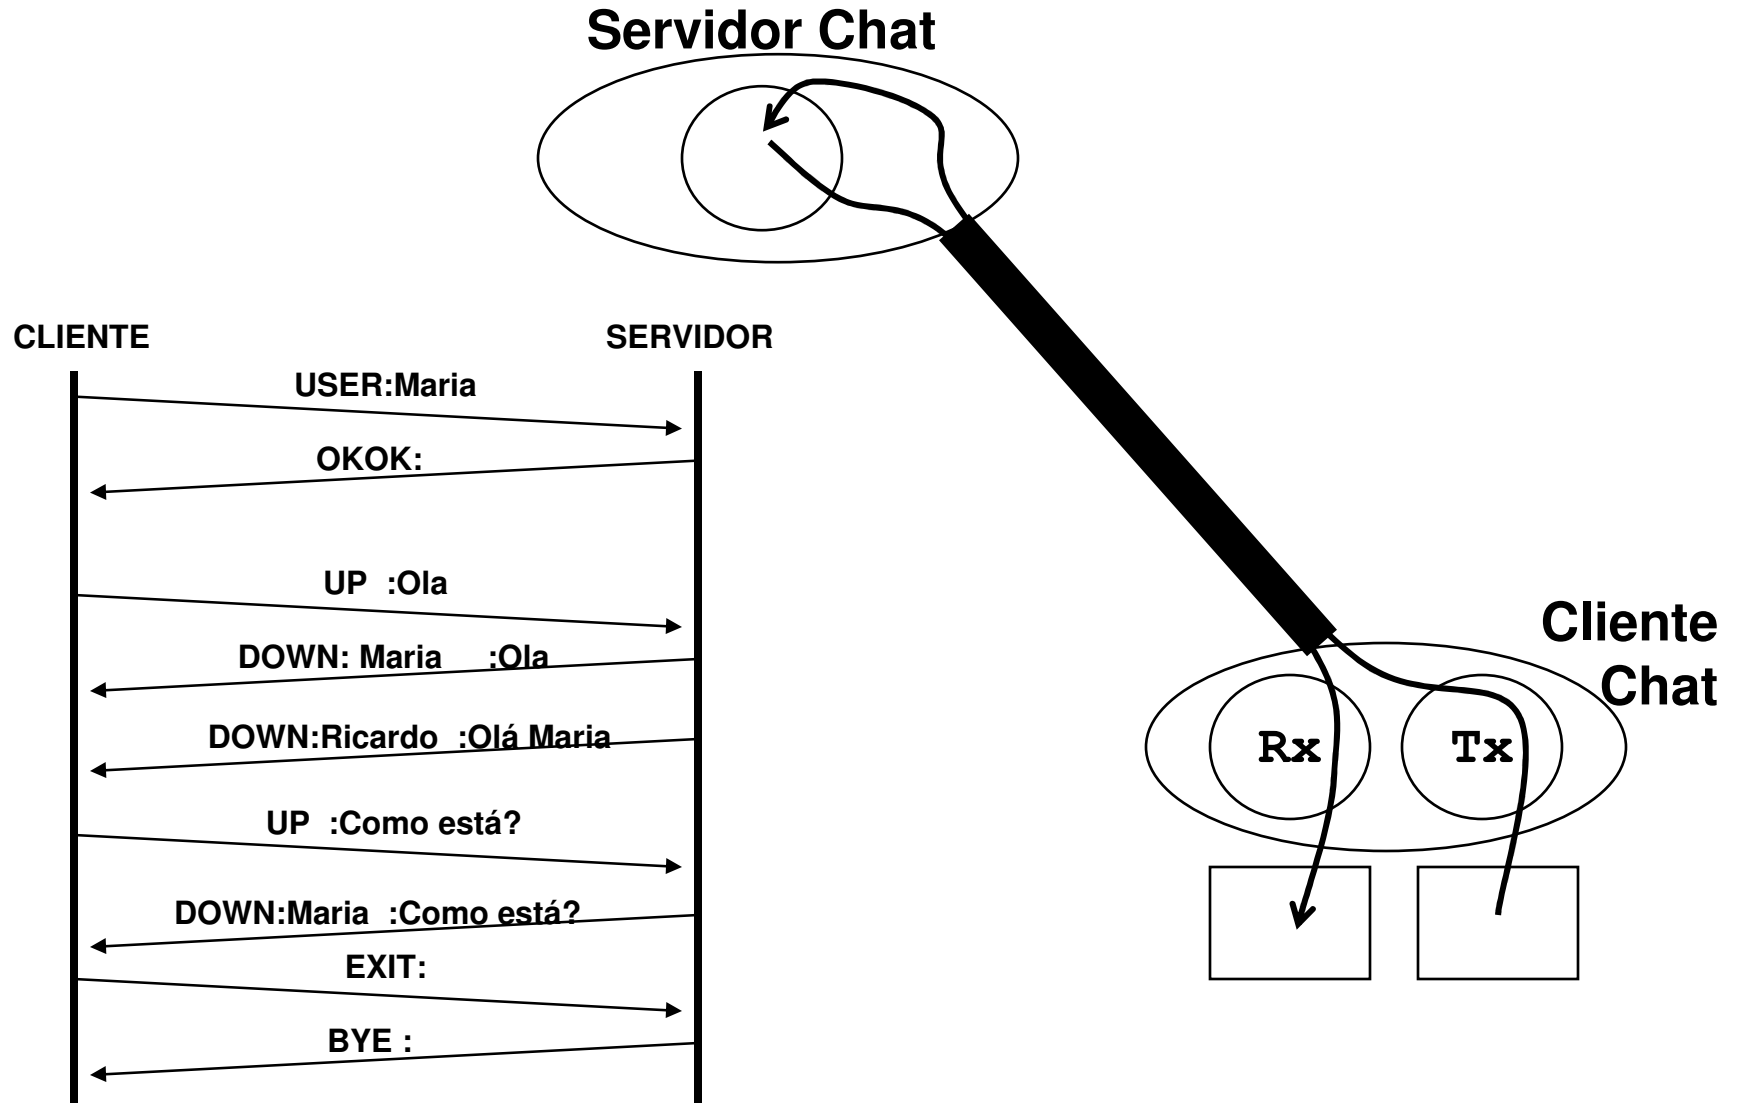 Servidor Chat
CLIENTE
SERVIDOR
USER:Maria
OKOK:
UP  :Ola
DOWN: Maria     :Ola
DOWN:Ricardo  :Olá Maria
UP  :Como está?
DOWN:Maria  :Como está?
EXIT:
BYE :
Cliente
Chat
Rx
Tx